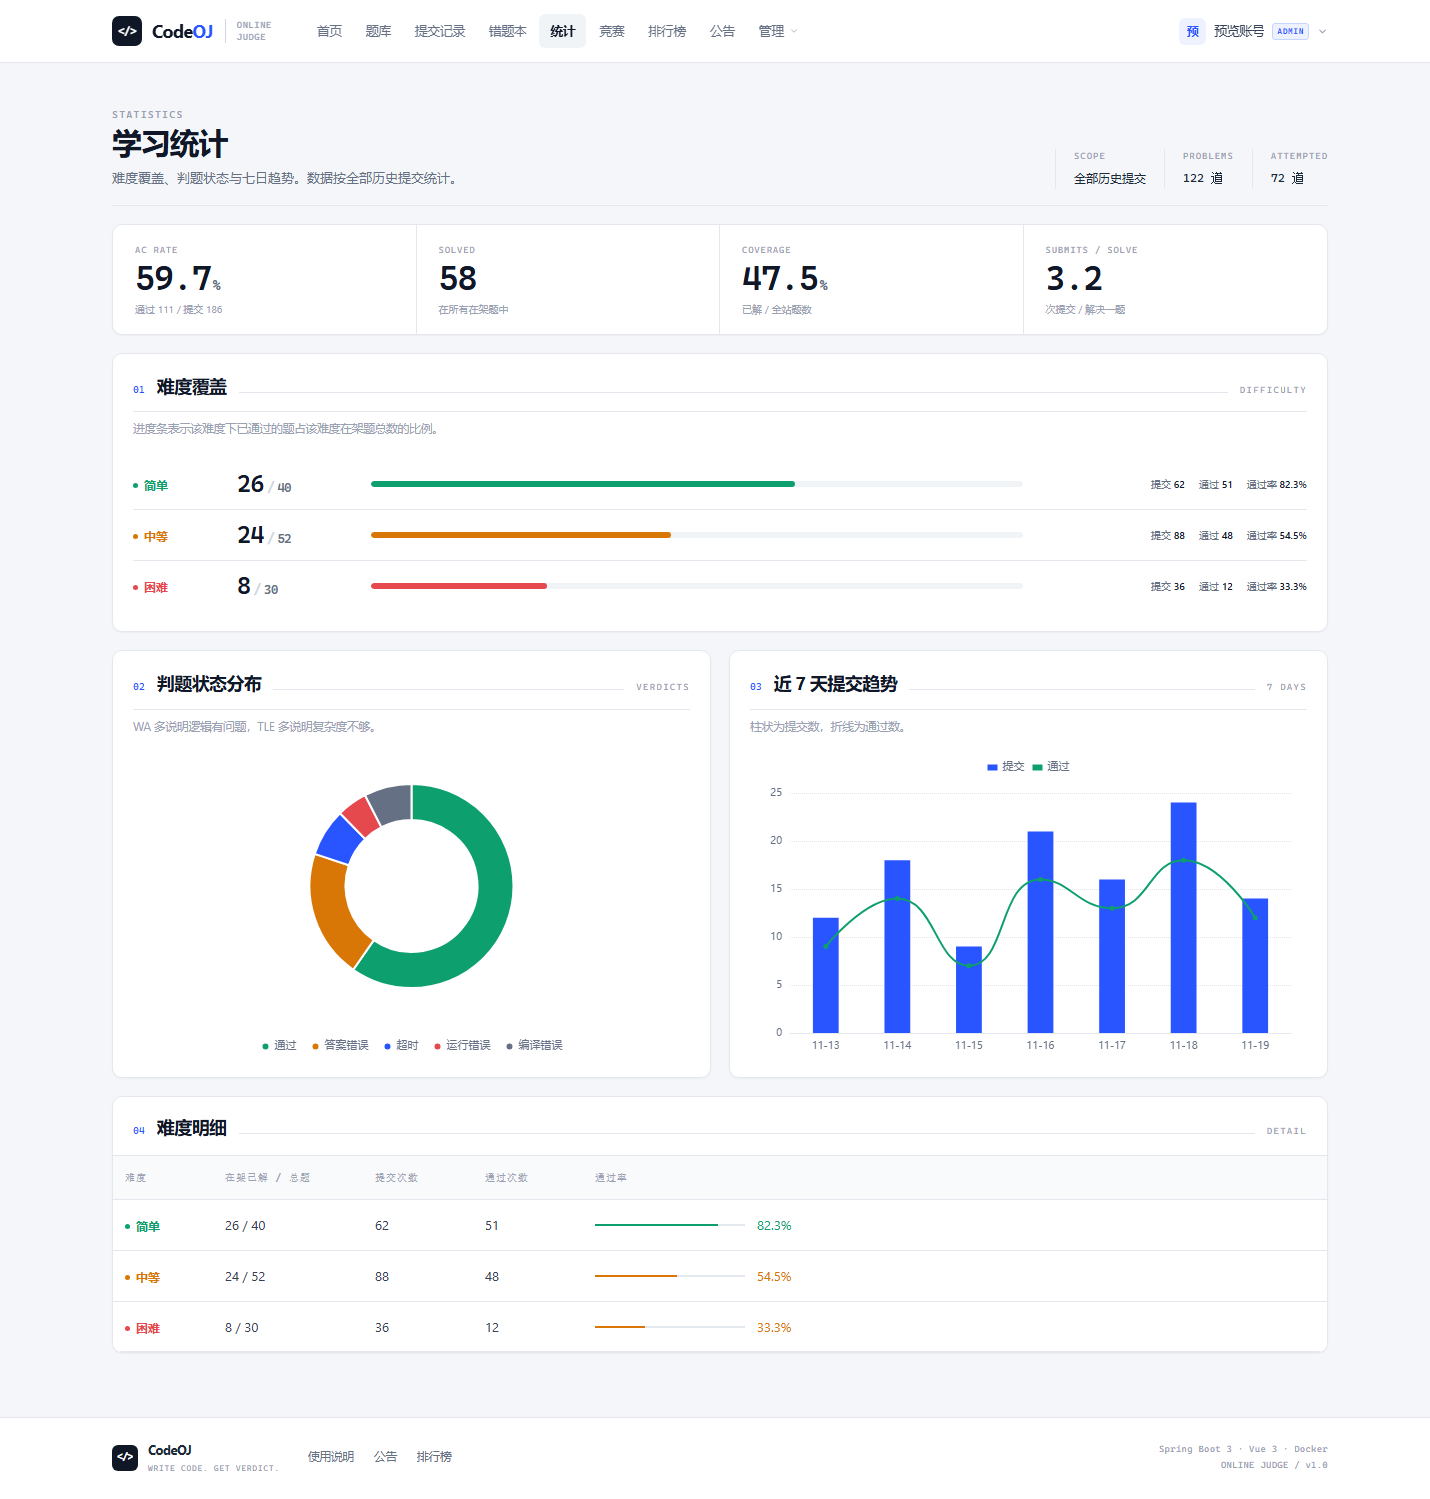 </> CodeOJ ONLINE JUDGE 首页 题库 提交记录 错题本 统计 竞赛 排行榜 公告 管理 预 预览账号 ADMIN
STATISTICS
学习统计
难度覆盖、判题状态与七日趋势。数据按全部历史提交统计。
SCOPE PROBLEMS ATTEMPTED
全部历史提交 122 道 72 道
AC RATE SOLVED COVERAGE SUBMITS / SOLVE
59.7% 58 47.5% 3.2
通过 111 / 提交 186 在所有在架题中 已解 / 全站题数 次提交 / 解决一题
01 难度覆盖 DIFFICULTY
进度条表示该难度下已通过的题占该难度在架题总数的比例。
简单 26 / 40 提交 62 通过 51 通过率 82.3%
中等 24 / 52 提交 88 通过 48 通过率 54.5%
困难 8 / 30 提交 36 通过 12 通过率 33.3%
02 判题状态分布 VERDICTS
WA 多说明逻辑有问题，TLE 多说明复杂度不够。
通过 答案错误 超时 运行错误 编译错误
03 近 7 天提交趋势 7 DAYS
柱状为提交数，折线为通过数。
提交 通过
25
20
15
10
5
0
11-13 11-14 11-15 11-16 11-17 11-18 11-19
04 难度明细 DETAIL
难度 在架已解 / 总题 提交次数 通过次数 通过率
简单 26 / 40 62 51 82.3%
中等 24 / 52 88 48 54.5%
困难 8 / 30 36 12 33.3%
</> CodeOJ 使用说明 公告 排行榜 Spring Boot 3 · Vue 3 · Docker
WRITE CODE. GET VERDICT. ONLINE JUDGE / v1.0